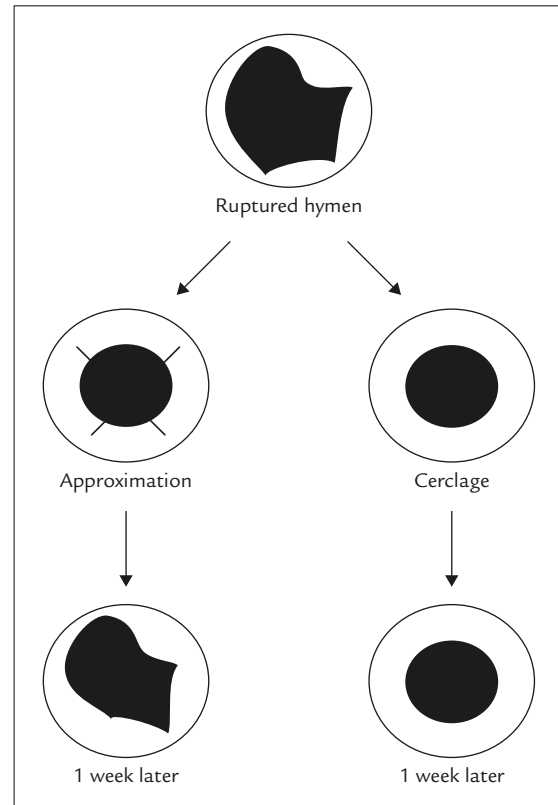 Ruptured hymen
Approximation
Cerclage
1 week later
1 week later